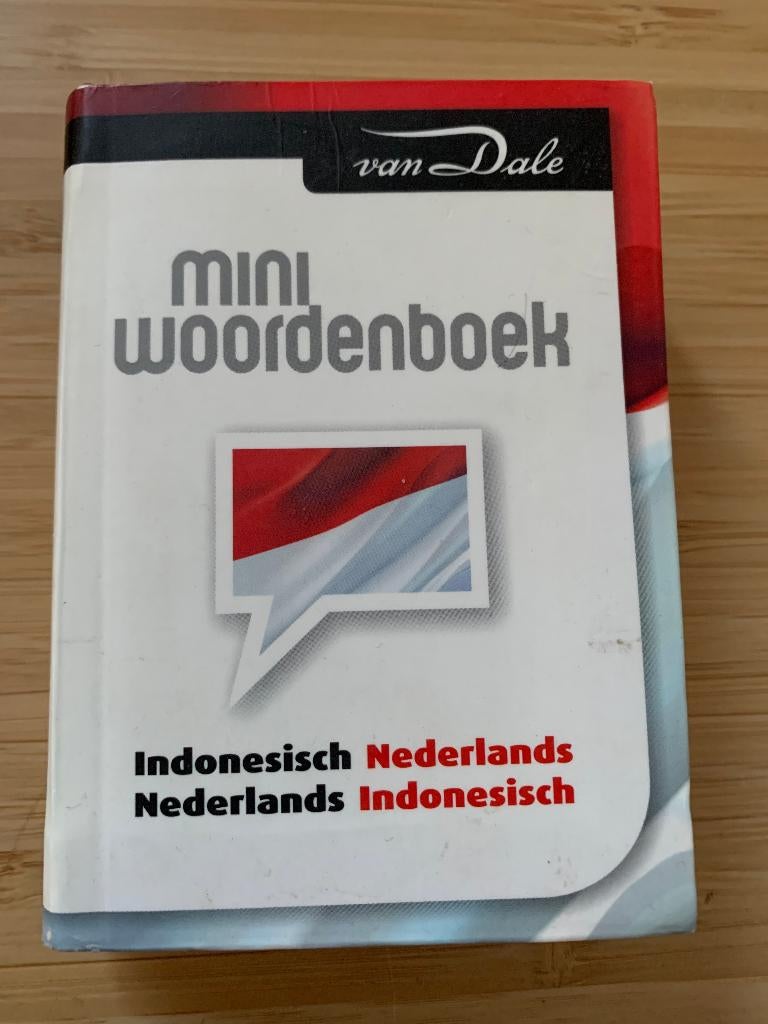 van Dale
mini
woordenboek
Indonesisch Nederlands
Nederlands Indonesisch